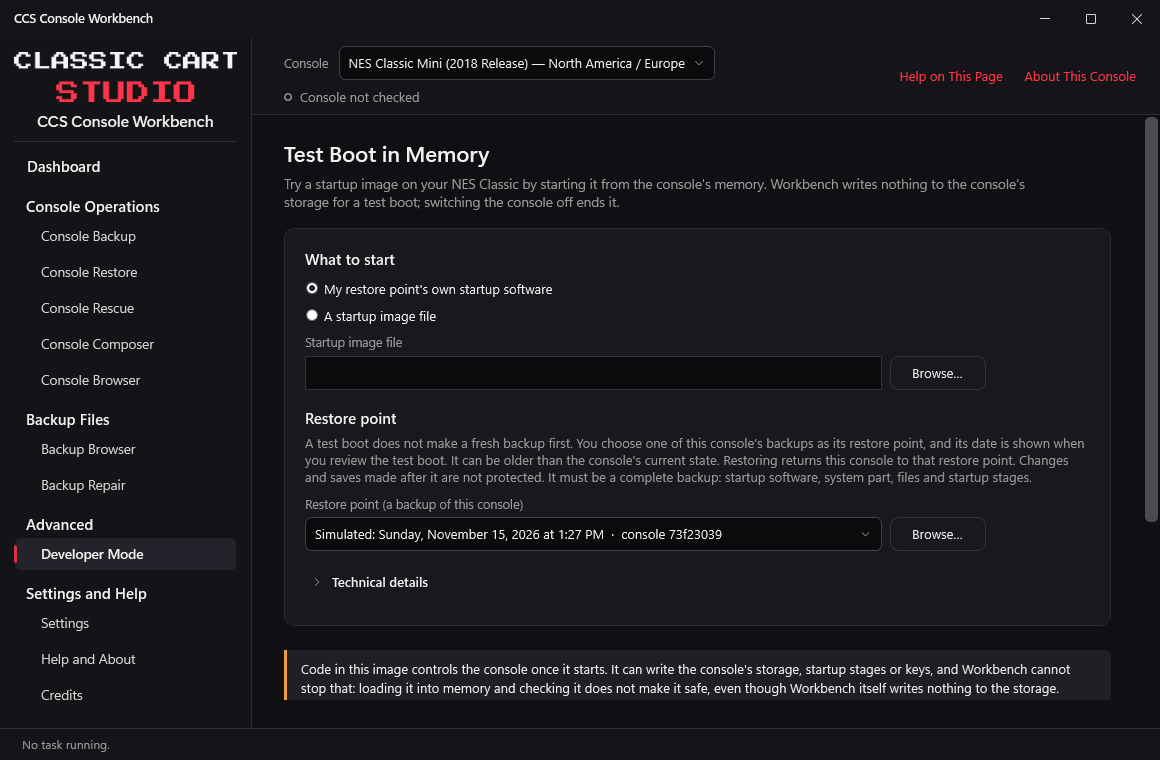 CCS Console Workbench
CLASSIC CART
STUDIO
CCS Console Workbench
Dashboard
Console Operations
Console Backup
Console Restore
Console Rescue
Console Composer
Console Browser
Backup Files
Backup Browser
Backup Repair
Advanced
Developer Mode
Settings and Help
Settings
Help and About
Credits
Console
NES Classic Mini (2018 Release) — North America / Europe
Console not checked
Help on This Page
About This Console
Test Boot in Memory
Try a startup image on your NES Classic by starting it from the console's memory. Workbench writes nothing to the console's
storage for a test boot; switching the console off ends it.
What to start
My restore point's own startup software
A startup image file
Startup image file
Browse...
Restore point
A test boot does not make a fresh backup first. You choose one of this console's backups as its restore point, and its date is shown when
you review the test boot. It can be older than the console's current state. Restoring returns this console to that restore point. Changes
and saves made after it are not protected. It must be a complete backup: startup software, system part, files and startup stages.
Restore point (a backup of this console)
Simulated: Sunday, November 15, 2026 at 1:27 PM · console 73f23039
Browse...
Technical details
Code in this image controls the console once it starts. It can write the console's storage, startup stages or keys, and Workbench cannot
stop that: loading it into memory and checking it does not make it safe, even though Workbench itself writes nothing to the storage.
No task running.